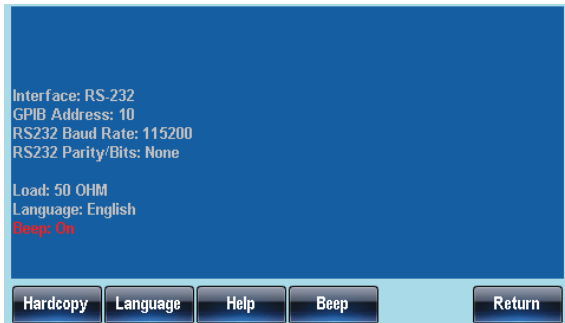 Interface: RS-232
GPIB Address: 10
RS232 Baud Rate: 115200
RS232 Parity/Bits: None
Load: 50 OHM
Language: English
Beep: On
Hardcopy Language Help Beep Return